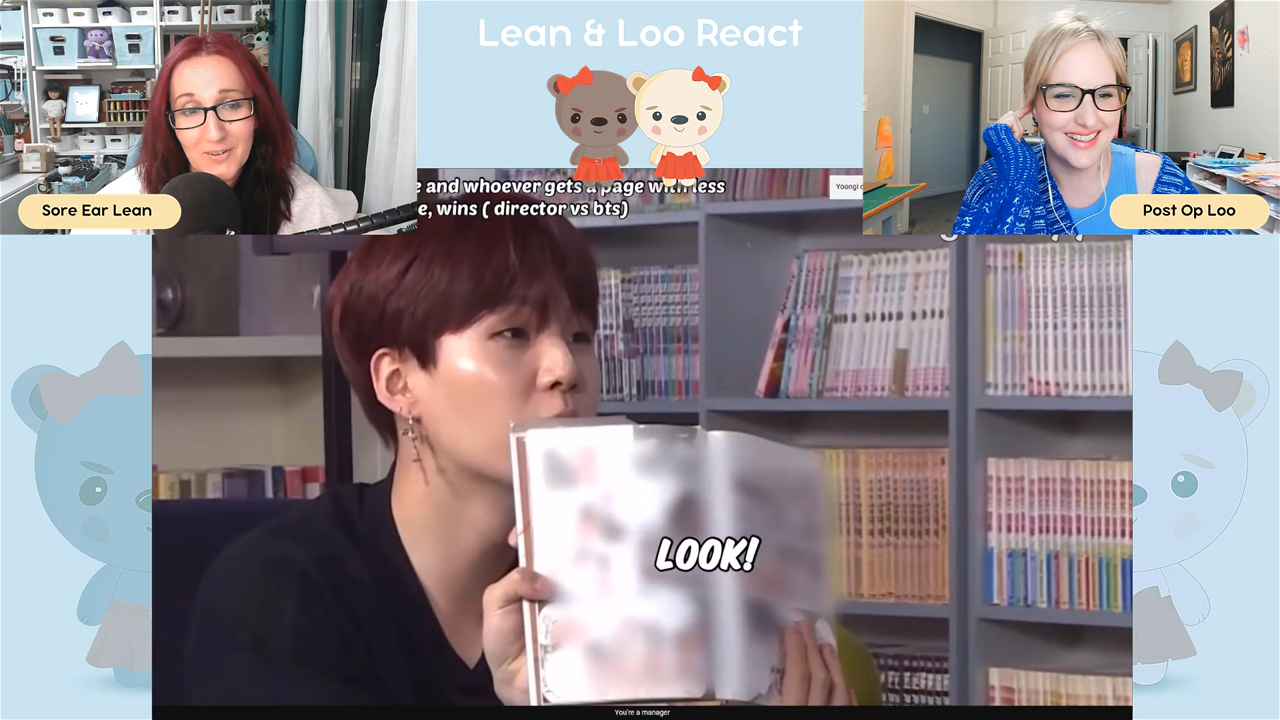 Lean & Loo React
and whoever gets a page with less
e, wins ( director vs bts)
Yoongi
Sore Ear Lean
Post Op Loo
LOOK!
You're a manager